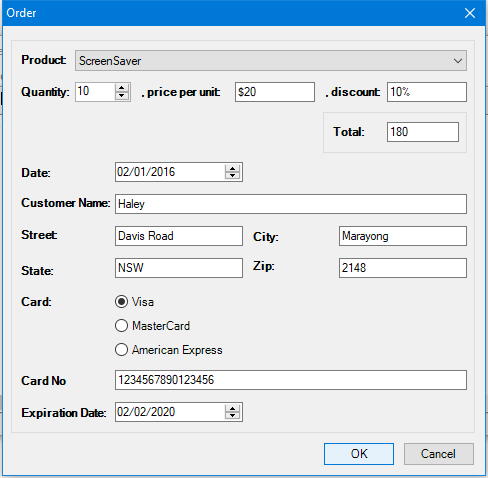 Order
Product: ScreenSaver
Quantity: 10 , price per unit: $20 , discount: 10%
Total: 180
Date: 02/01/2016
Customer Name: Haley
Street: Davis Road City: Marayong
State: NSW Zip: 2148
Card: Visa
MasterCard
American Express
Card No 1234567890123456
Expiration Date: 02/02/2020
OK Cancel